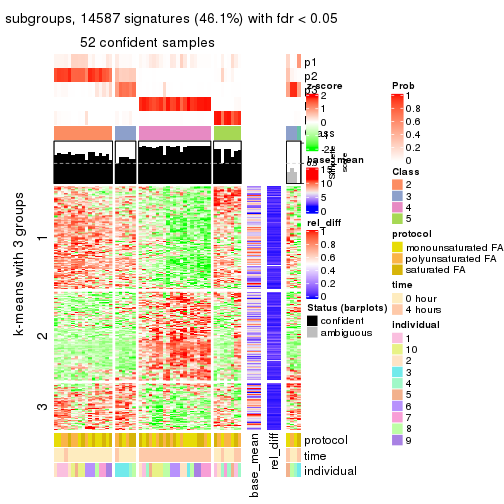 subgroups, 14587 signatures (46.1%) with fdr < 0.05
52 confident samples
p1
p2
z-score
2
1
-2
base_mean
15
10
5
0
rel_diff
1
0.8
0.6
0.4
0.2
0
Status (barplots)
confident
ambiguous
Prob
1
0.8
0.6
0.4
0.2
0
Class
2
3
4
5
protocol
monounsaturated FA
polyunsaturated FA
saturated FA
time
0 hour
4 hours
individual
1
10
2
3
4
5
6
7
8
9
k-means with 3 groups
1
2
3
protocol
time
individual
base_mean
rel_diff